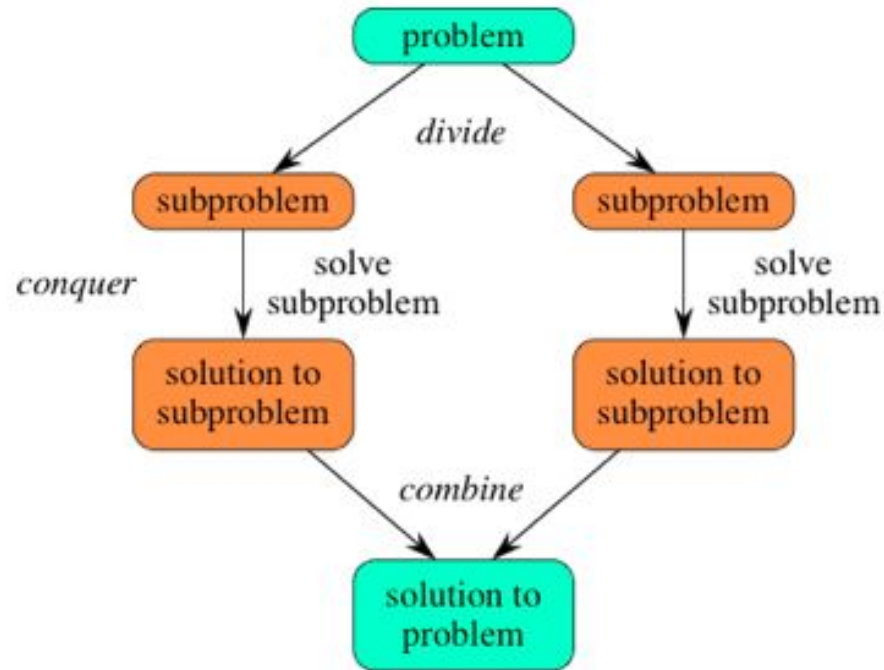 problem
divide
subproblem
subproblem
conquer
solve
subproblem
solve
subproblem
solution to
subproblem
solution to
subproblem
combine
solution to
problem